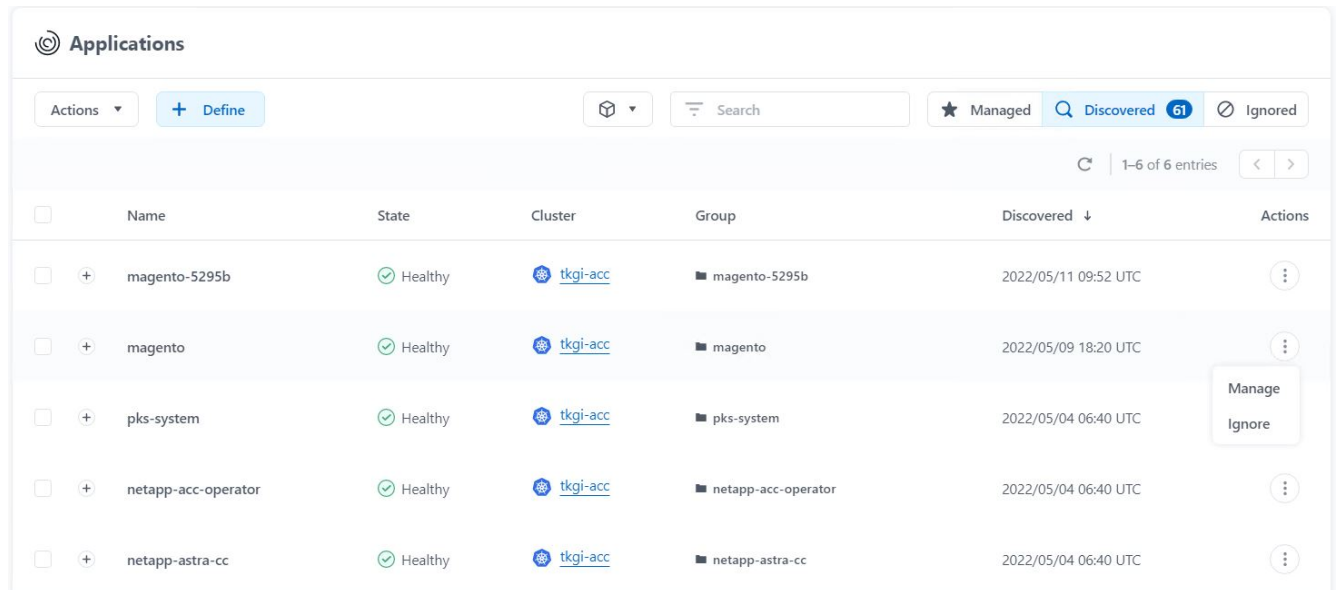 Applications
Actions Define Search Managed Discovered 61 Ignored
1–6 of 6 entries
Name State Cluster Group Discovered ↓ Actions
magento-5295b Healthy tkgi-acc magento-5295b 2022/05/11 09:52 UTC
magento Healthy tkgi-acc magento 2022/05/09 18:20 UTC
Manage
pks-system Healthy tkgi-acc pks-system 2022/05/04 06:40 UTC
Ignore
netapp-acc-operator Healthy tkgi-acc netapp-acc-operator 2022/05/04 06:40 UTC
netapp-astra-cc Healthy tkgi-acc netapp-astra-cc 2022/05/04 06:40 UTC